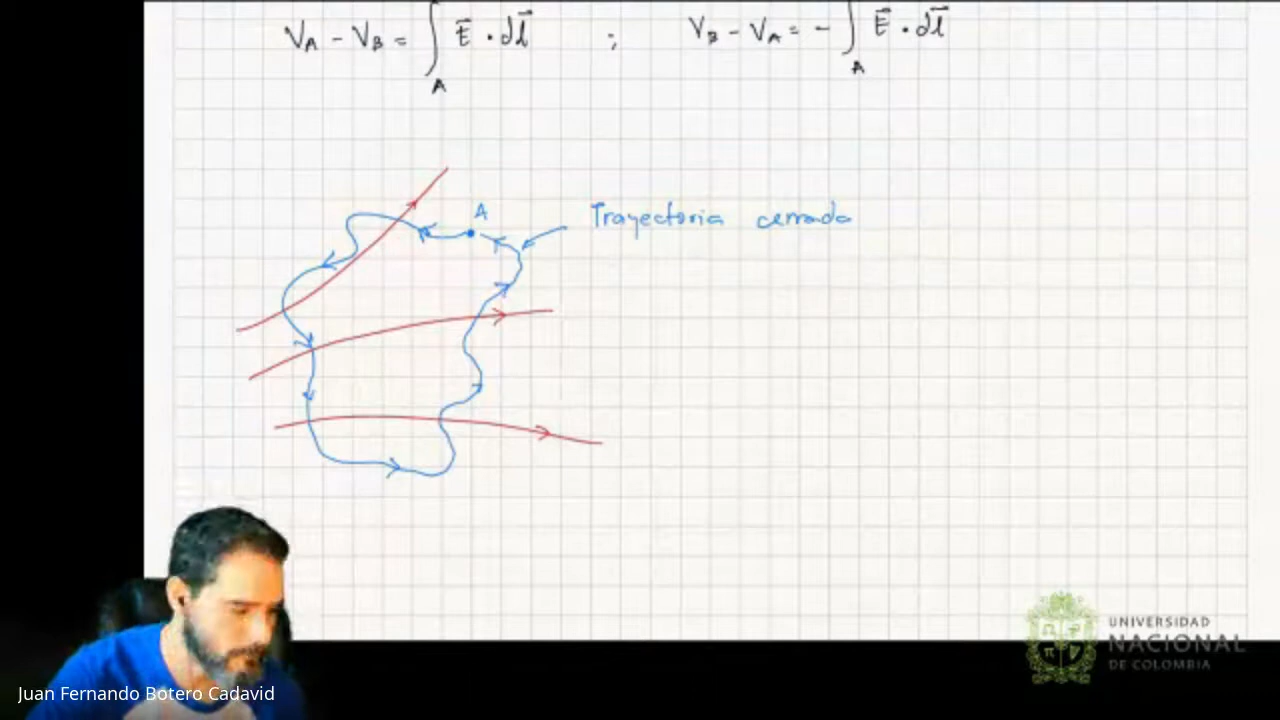 V_A - V_B = ∫_A E⃗ · dl⃗ ; V_B - V_A = - ∫_A E⃗ · dl⃗
A
Trayectoria cerrada
UNIVERSIDAD
NACIONAL
DE COLOMBIA
Juan Fernando Botero Cadavid